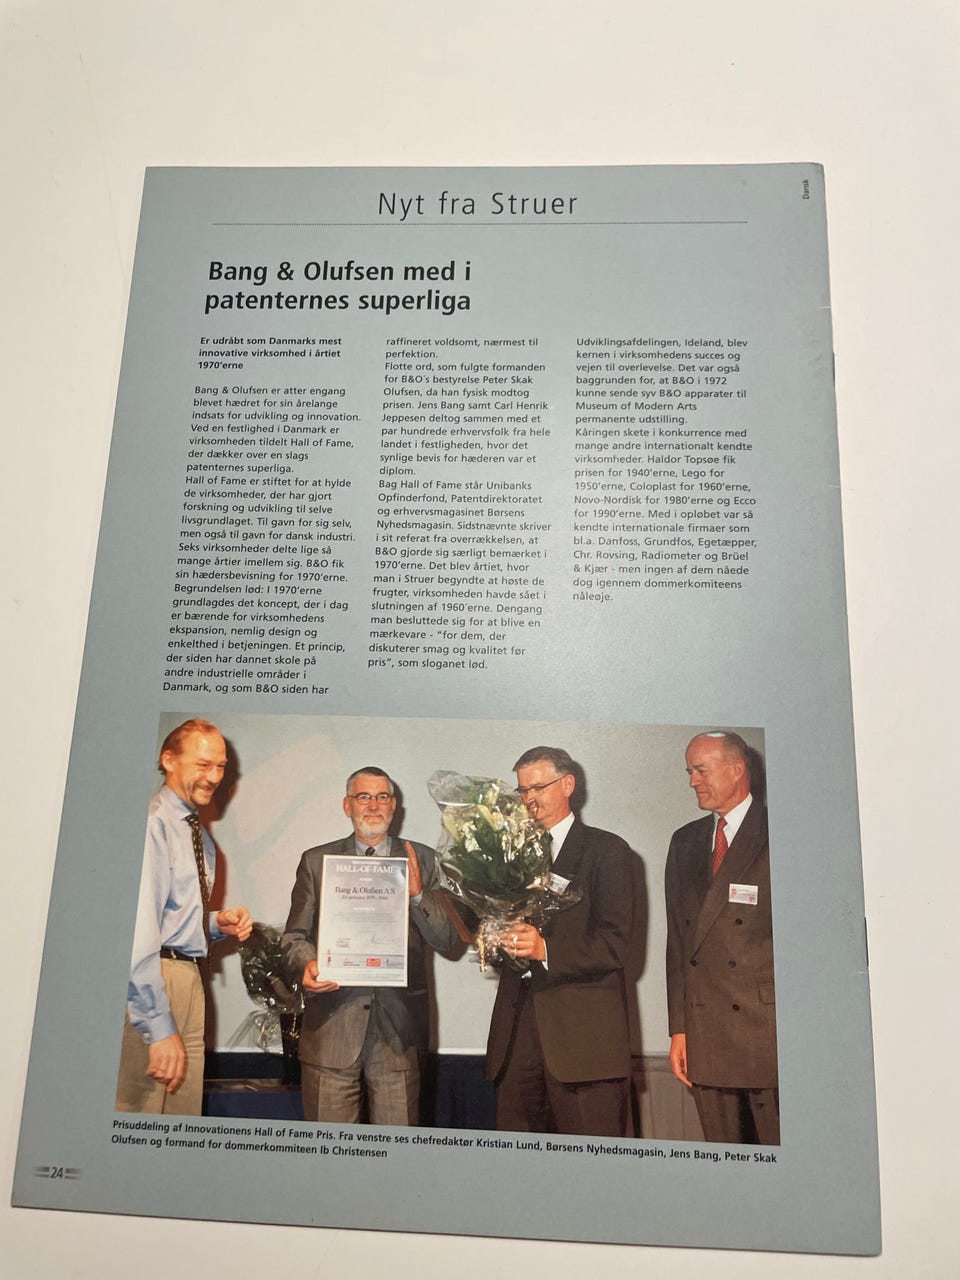 Dansk
Nyt fra Struer
Bang & Olufsen med i
patenternes superliga
Er udråbt som Danmarks mest
innovative virksomhed i årtiet
1970'erne
Bang & Olufsen er atter engang
blevet hædret for sin årelange
indsats for udvikling og innovation.
Ved en festlighed i Danmark er
virksomheden tildelt Hall of Fame,
der dækker over en slags
patenternes superliga.
Hall of Fame er stiftet for at hylde
de virksomheder, der har gjort
forskning og udvikling til selve
livsgrundlaget. Til gavn for sig selv,
men også til gavn for dansk industri.
Seks virksomheder delte lige så
mange årtier imellem sig. B&O fik
sin hædersbevisning for 1970'erne.
Begrundelsen lød: I 1970'erne
grundlagdes det koncept, der i dag
er bærende for virksomhedens
ekspansion, nemlig design og
enkelthed i betjeningen. Et princip,
der siden har dannet skole på
andre industrielle områder i
Danmark, og som B&O siden har
raffineret voldsomt, nærmest til
perfektion.
Flotte ord, som fulgte formanden
for B&O´s bestyrelse Peter Skak
Olufsen, da han fysisk modtog
prisen. Jens Bang samt Carl Henrik
Jeppesen deltog sammen med et
par hundrede erhvervsfolk fra hele
landet i festligheden, hvor det
synlige bevis for hæderen var et
diplom.
Bag Hall of Fame står Unibanks
Opfinderfond, Patentdirektoratet
og erhvervsmagasinet Børsens
Nyhedsmagasin. Sidstnævnte skriver
i sit referat fra overrækkelsen, at
B&O gjorde sig særligt bemærket i
1970'erne. Det blev årtiet, hvor
man i Struer begyndte at høste de
frugter, virksomheden havde sået i
slutningen af 1960´erne. Dengang
man besluttede sig for at blive en
mærkevare - "for dem, der
diskuterer smag og kvalitet før
pris", som sloganet lød.
Udviklingsafdelingen, Ideland, blev
kernen i virksomhedens succes og
vejen til overlevelse. Det var også
baggrunden for, at B&O i 1972
kunne sende syv B&O apparater til
Museum of Modern Arts
permanente udstilling.
Kåringen skete i konkurrence med
mange andre internationalt kendte
virksomheder. Haldor Topsøe fik
prisen for 1940'erne, Lego for
1950'erne, Coloplast for 1960'erne,
Novo-Nordisk for 1980'erne og Ecco
for 1990'erne. Med i opløbet var så
kendte internationale firmaer som
bl.a. Danfoss, Grundfos, Egetæpper,
Chr. Rovsing, Radiometer og Brüel
& Kjær - men ingen af dem nåede
dog igennem dommerkomiteens
nåleøje.
HALL-OF-FAME
Bang & Olufsen A/S
Prisuddeling af Innovationens Hall of Fame Pris. Fra venstre ses chefredaktør Kristian Lund, Børsens Nyhedsmagasin, Jens Bang, Peter Skak
Olufsen og formand for dommerkommiteen Ib Christensen
24